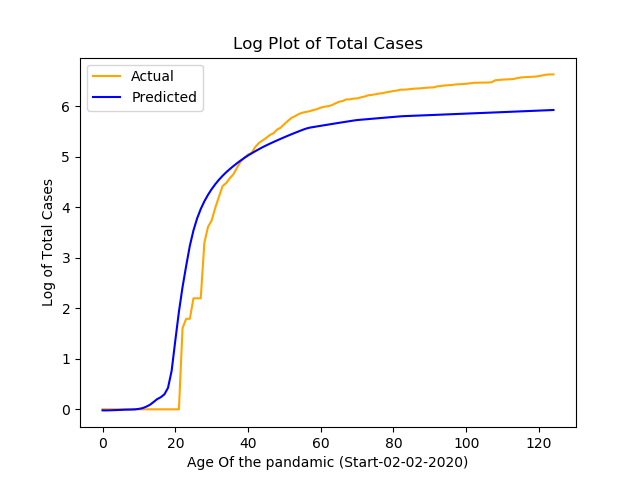 Log Plot of Total Cases
Actual
Predicted
Log of Total Cases
6
5
4
3
2
1
0
0 20 40 60 80 100 120
Age Of the pandamic (Start-02-02-2020)